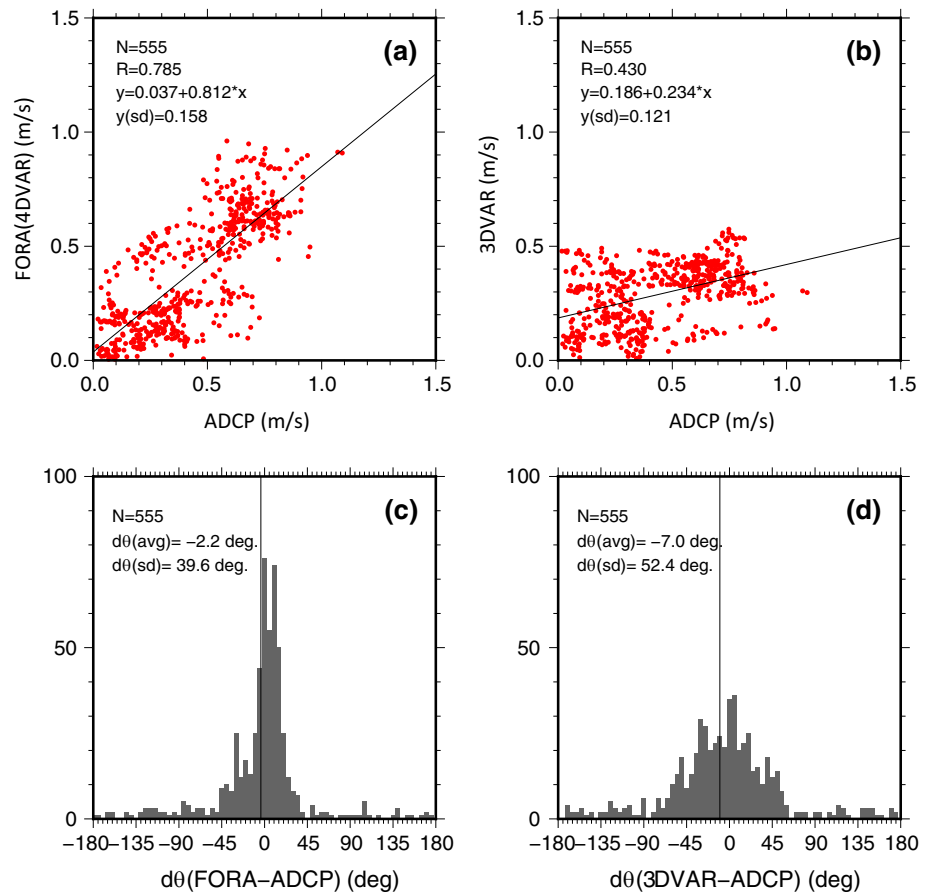 (a)
N=555
R=0.785
y=0.037+0.812*x
y(sd)=0.158
FORA(4DVAR) (m/s)
1.5
1.0
0.5
0.0
0.0 0.5 1.0 1.5
ADCP (m/s)
(b)
N=555
R=0.430
y=0.186+0.234*x
y(sd)=0.121
3DVAR (m/s)
1.5
1.0
0.5
0.0
0.0 0.5 1.0 1.5
ADCP (m/s)
(c)
N=555
dθ(avg)= −2.2 deg.
dθ(sd)= 39.6 deg.
100
50
0
−180 −135 −90 −45 0 45 90 135 180
dθ(FORA−ADCP) (deg)
(d)
N=555
dθ(avg)= −7.0 deg.
dθ(sd)= 52.4 deg.
100
50
0
−180 −135 −90 −45 0 45 90 135 180
dθ(3DVAR−ADCP) (deg)